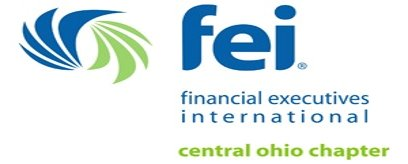 fei®
financial executives
international
central ohio chapter